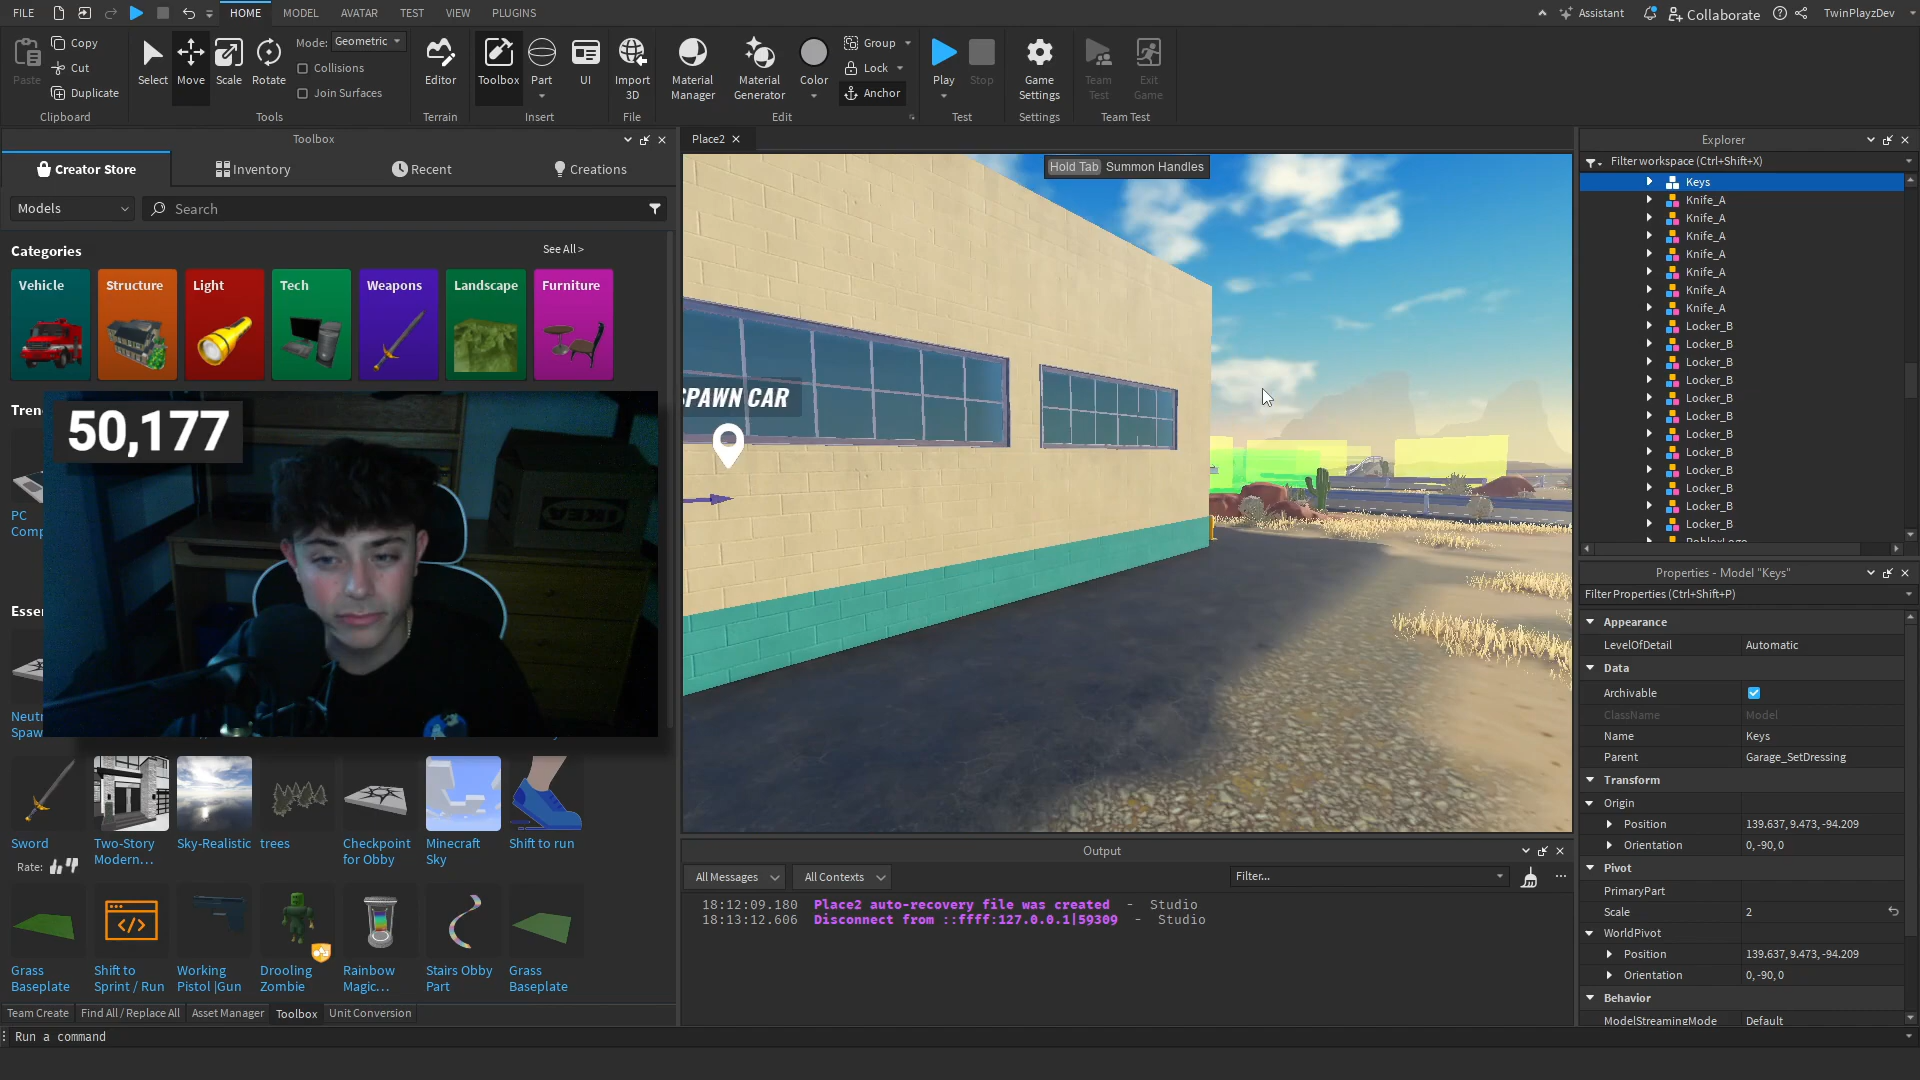 FILE
HOME
MODEL
AVATAR
TEST
VIEW
PLUGINS
Assistant
Collaborate
TwinPlayzDev
Paste
Copy
Cut
Duplicate
Clipboard
Select
Move
Scale
Rotate
Mode:
Geometric
Collisions
Join Surfaces
Tools
Editor
Terrain
Toolbox
Part
UI
Insert
Import
3D
File
Material
Manager
Material
Generator
Color
Group
Lock
Anchor
Edit
Play
Stop
Test
Game
Settings
Settings
Team
Test
Exit
Game
Team Test
Toolbox
Creator Store
Inventory
Recent
Creations
Models
Search
Categories
See All >
Vehicle
Structure
Light
Tech
Weapons
Landscape
Furniture
Tren
50,177
IKEA
PC
Comp
Essen
Neutr
Spaw
Sword
Rate:
Two-Story
Modern...
Sky-Realistic
trees
Checkpoint
for Obby
Minecraft
Sky
Shift to run
Grass
Baseplate
Shift to
Sprint / Run
Working
Pistol |Gun
Drooling
Zombie
Rainbow
Magic...
Stairs Obby
Part
Grass
Baseplate
Team Create
Find All / Replace All
Asset Manager
Toolbox
Unit Conversion
Run a command
Place2
Hold Tab Summon Handles
SPAWN CAR
Output
All Messages
All Contexts
Filter...
18:12:09.180 Place2 auto-recovery file was created - Studio
18:13:12.606 Disconnect from ::ffff:127.0.0.1|59309 - Studio
Explorer
Filter workspace (Ctrl+Shift+X)
Keys
Knife_A
Knife_A
Knife_A
Knife_A
Knife_A
Knife_A
Knife_A
Locker_B
Locker_B
Locker_B
Locker_B
Locker_B
Locker_B
Locker_B
Locker_B
Locker_B
Locker_B
Locker_B
Locker_B
RobloxLogo
Properties - Model "Keys"
Filter Properties (Ctrl+Shift+P)
Appearance
LevelOfDetail Automatic
Data
Archivable
ClassName Model
Name Keys
Parent Garage_SetDressing
Transform
Origin
Position 139.637, 9.473, -94.209
Orientation 0, -90, 0
Pivot
PrimaryPart
Scale 2
WorldPivot
Position 139.637, 9.473, -94.209
Orientation 0, -90, 0
Behavior
ModelStreamingMode Default